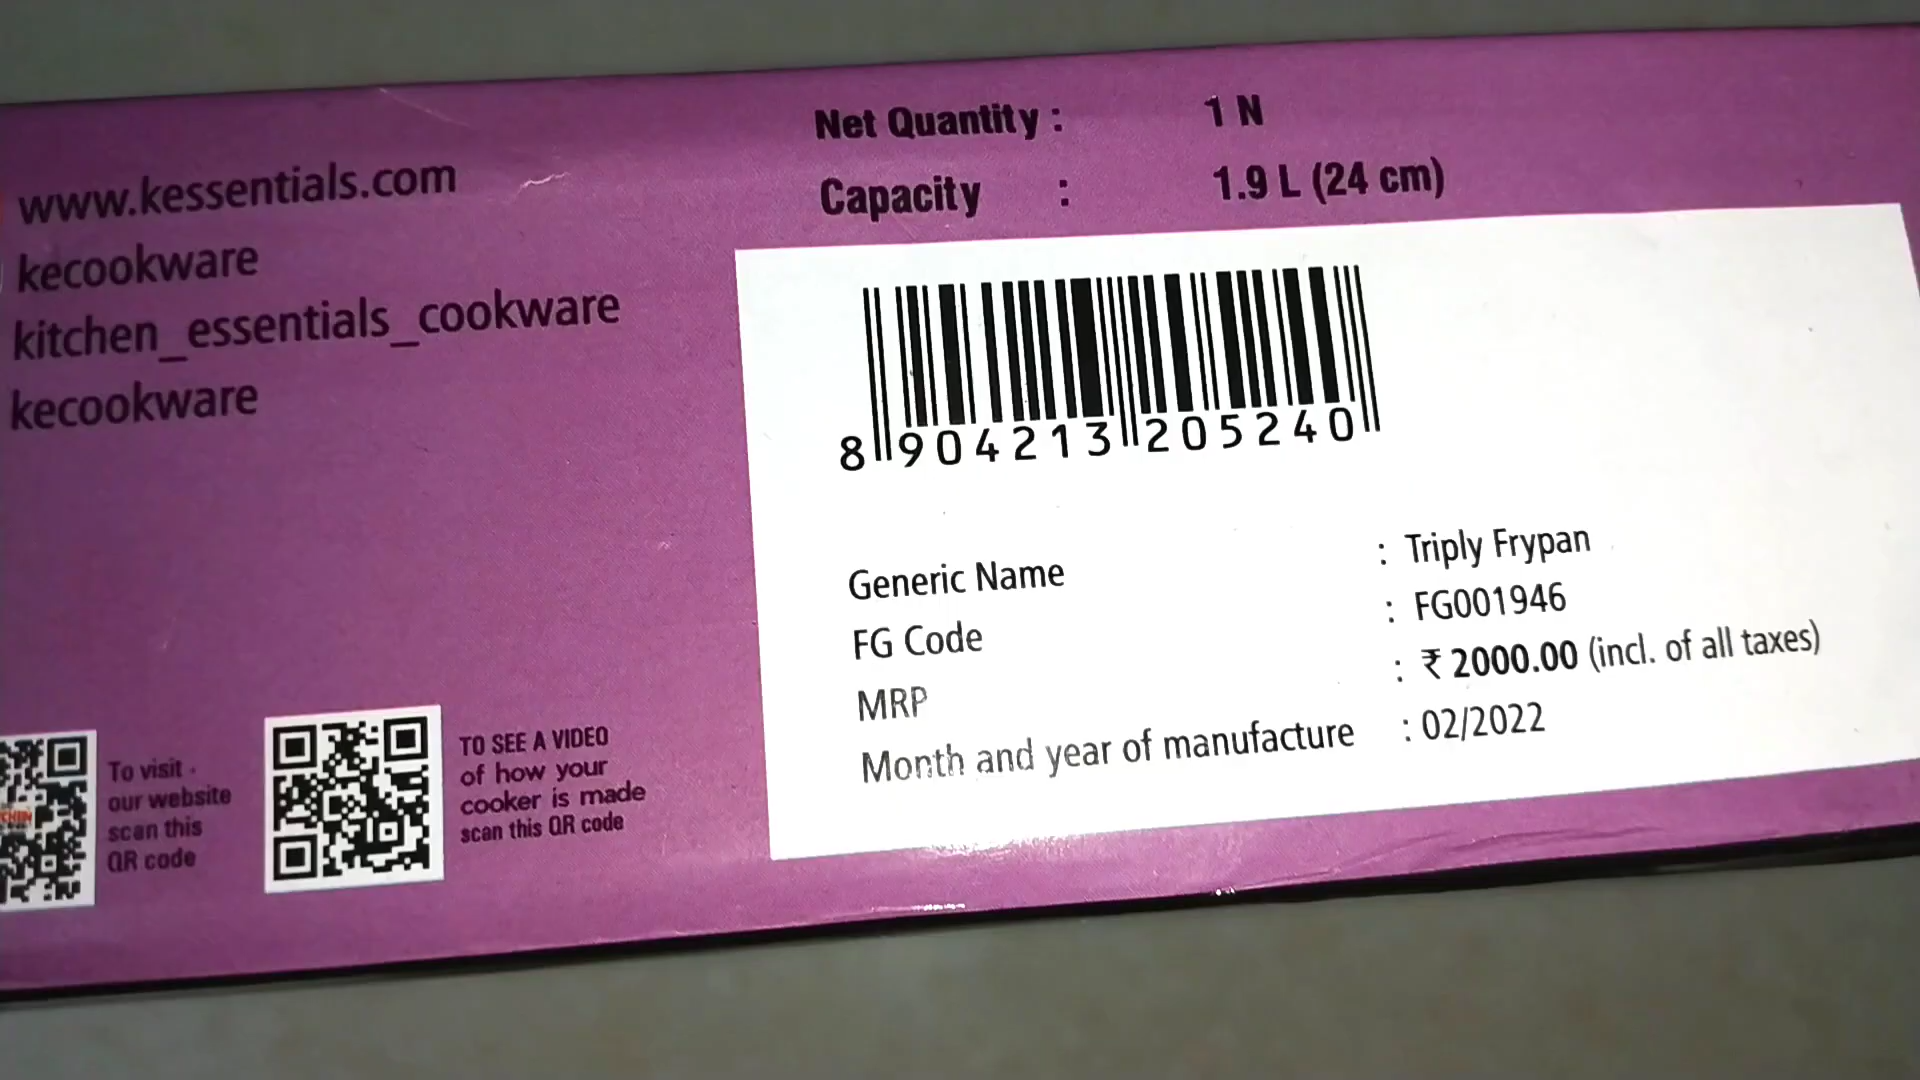 www.kessentials.com
kecookware
kitchen_essentials_cookware
kecookware
To visit
our website
scan this
QR code
TO SEE A VIDEO
of how your
cooker is made
scan this QR code
Net Quantity : 1 N
Capacity : 1.9 L (24 cm)
8 904213 205240
Generic Name : Triply Frypan
FG Code : FG001946
MRP : ₹ 2000.00 (incl. of all taxes)
Month and year of manufacture : 02/2022